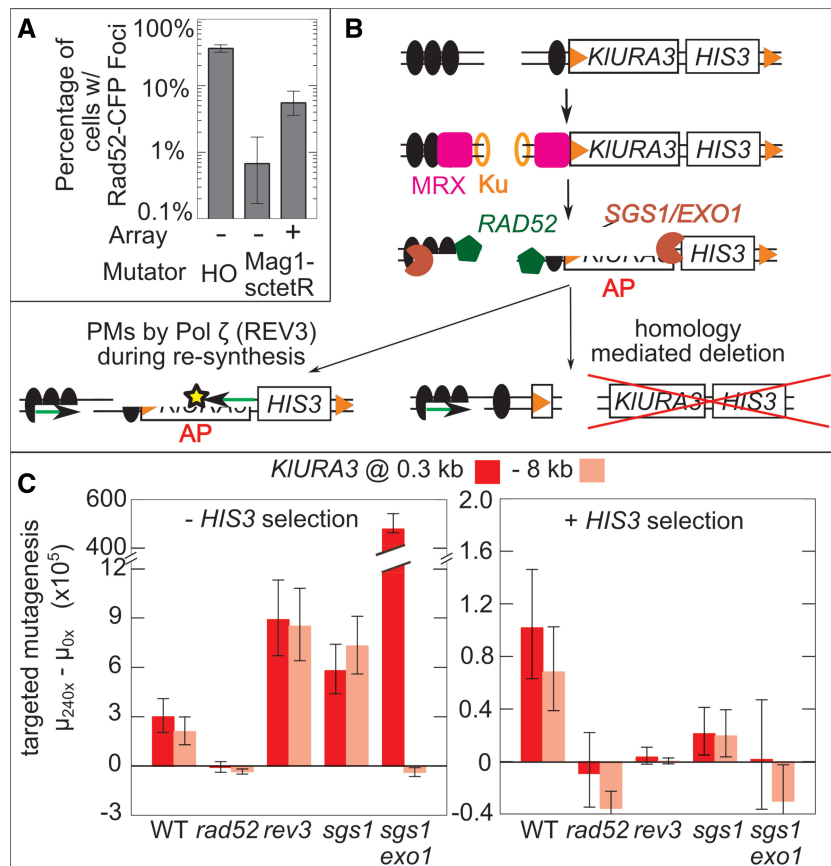 A
Percentage of
cells w/
Rad52-CFP Foci
100%
10%
1%
0.1%
Array - - +
Mutator HO Mag1-
sctetR
B
KlURA3 HIS3
KlURA3 HIS3
MRX Ku
RAD52 SGS1/EXO1
HIS3
AP
PMs by Pol ζ (REV3)
during re-synthesis
homology
mediated deletion
HIS3
AP
KlURA3 HIS3
C
KlURA3 @ 0.3 kb - 8 kb
targeted mutagenesis
μ240x - μ0x (x10⁵)
- HIS3 selection
600
400
12
9
6
3
0
-3
WT rad52 rev3 sgs1 sgs1
exo1
+ HIS3 selection
2.0
1.6
1.2
0.8
0.4
0
-0.4
WT rad52 rev3 sgs1 sgs1
exo1